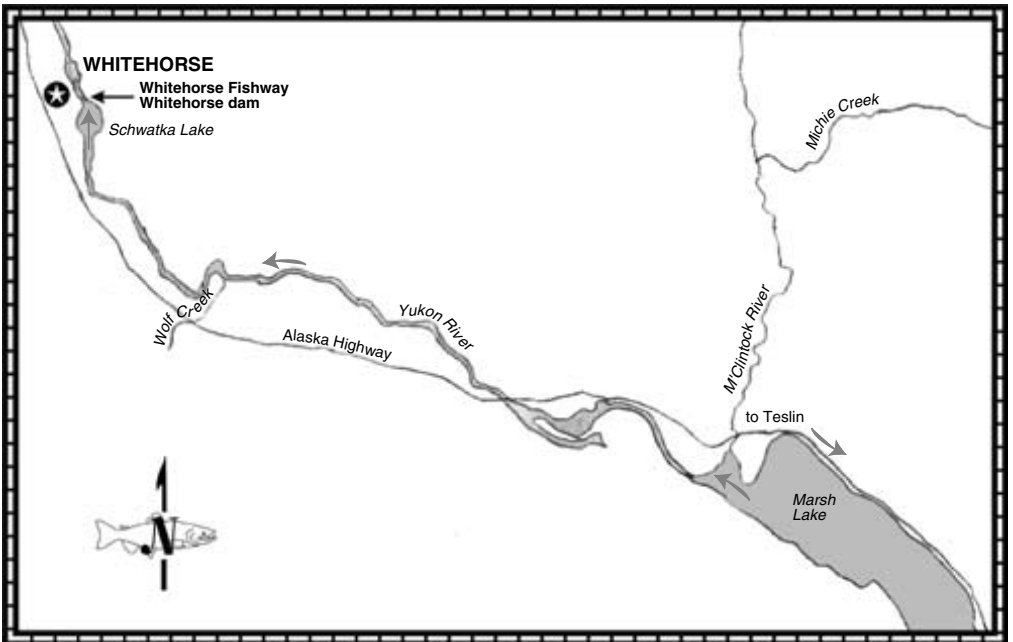 WHITEHORSE
Whitehorse Fishway
Whitehorse dam
Schwatka Lake
Michie Creek
Wolf Creek
Yukon River
Alaska Highway
M'Clintock River
to Teslin
Marsh
Lake
N